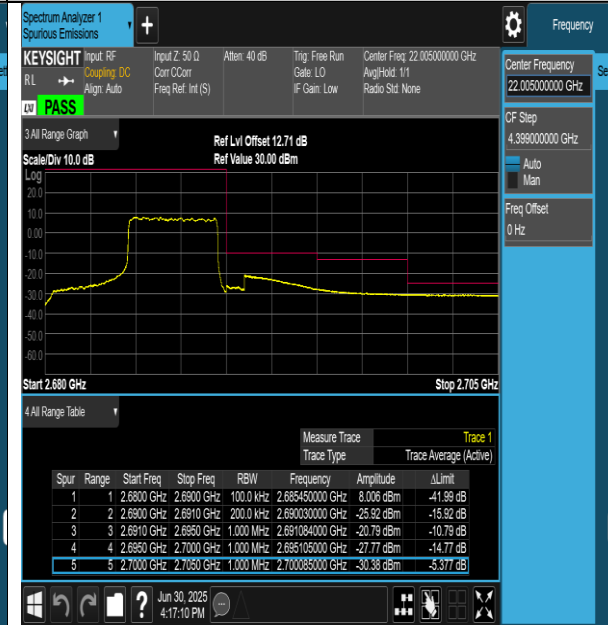 Spectrum Analyzer 1
Spurious Emissions
+
Frequency
KEYSIGHT Input: RF Input Z: 50 Ω Atten: 40 dB Trig: Free Run Center Freq: 22.005000000 GHz
RL Coupling: DC Corr CCorr Gate: LO Avg|Hold: 1/1
Align: Auto Freq Ref: Int (S) IF Gain: Low Radio Std: None
LXI PASS
Center Frequency
22.005000000 GHz
CF Step
4.399000000 GHz
Auto
Man
Freq Offset
0 Hz
3 All Range Graph
Ref Lvl Offset 12.71 dB
Scale/Div 10.0 dB Ref Value 30.00 dBm
Log
20.0
10.0
0.00
-10.0
-20.0
-30.0
-40.0
-50.0
-60.0
Start 2.680 GHz Stop 2.705 GHz
4 All Range Table
Measure Trace Trace 1
Trace Type Trace Average (Active)
Spur Range Start Freq Stop Freq RBW Frequency Amplitude ΔLimit
1 1 2.6800 GHz 2.6900 GHz 100.0 kHz 2.685450000 GHz 8.006 dBm -41.99 dB
2 2 2.6900 GHz 2.6910 GHz 200.0 kHz 2.690030000 GHz -25.92 dBm -15.92 dB
3 3 2.6910 GHz 2.6950 GHz 1.000 MHz 2.691084000 GHz -20.79 dBm -10.79 dB
4 4 2.6950 GHz 2.7000 GHz 1.000 MHz 2.695105000 GHz -27.77 dBm -14.77 dB
5 5 2.7000 GHz 2.7050 GHz 1.000 MHz 2.700085000 GHz -30.38 dBm -5.377 dB
?
Jun 30, 2025
4:17:10 PM